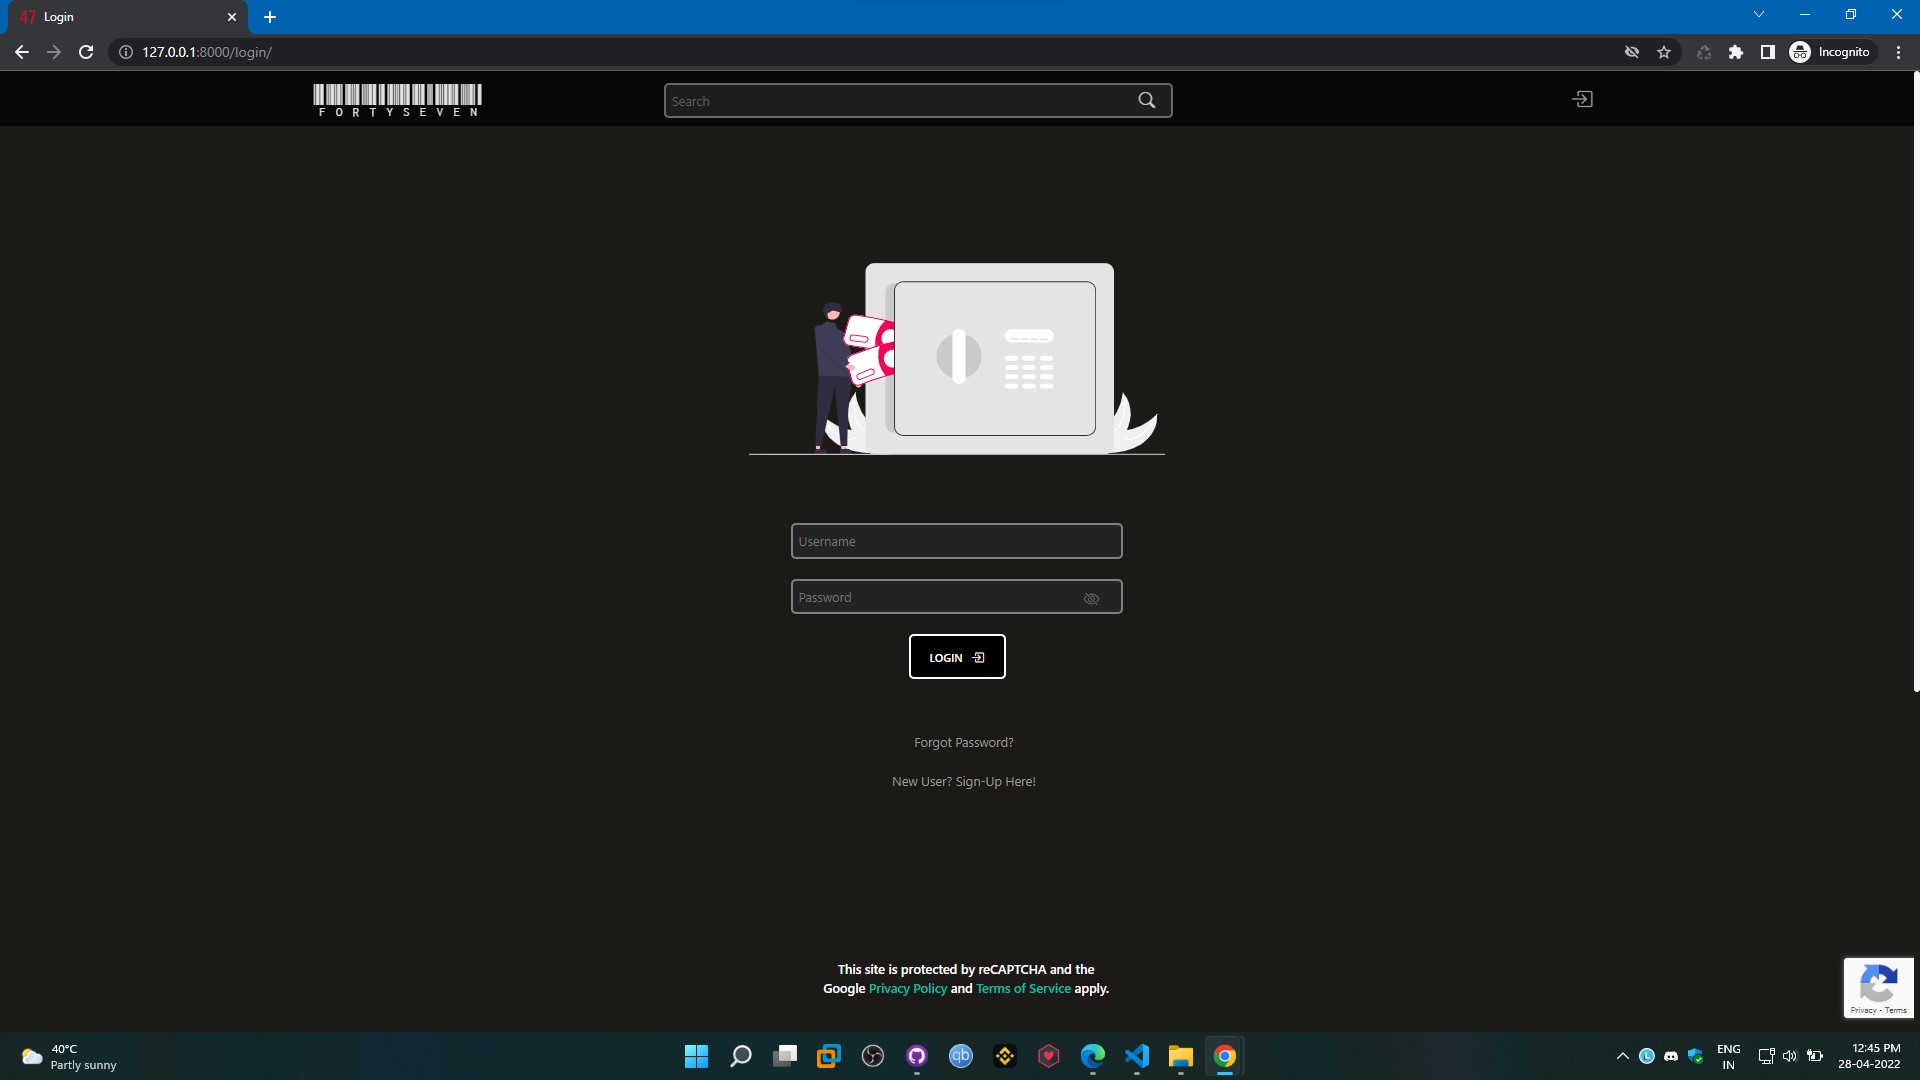 47 Login
127.0.0.1:8000/login/
Incognito
FORTYSEVEN
Search
Username
Password
LOGIN
Forgot Password?
New User? Sign-Up Here!
This site is protected by reCAPTCHA and the
Google Privacy Policy and Terms of Service apply.
Privacy - Terms
40°C
Partly sunny
qb
L
ENG
IN
12:45 PM
28-04-2022